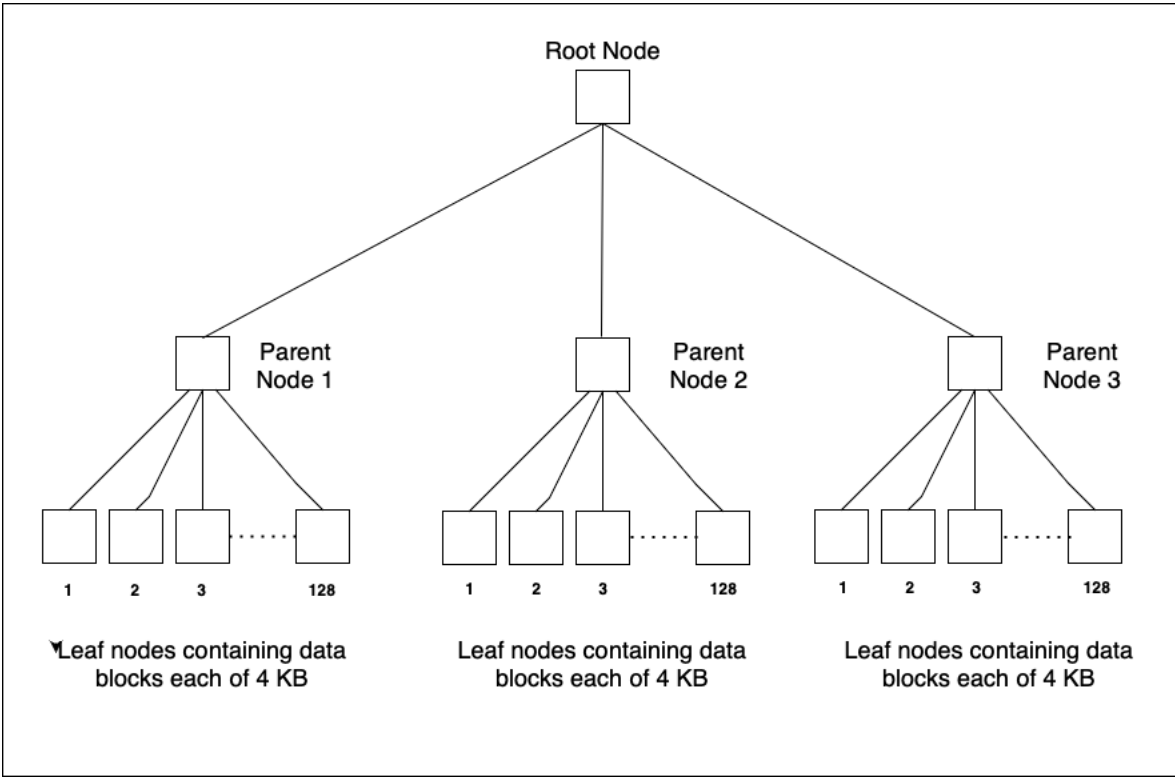 Root Node
Parent
Node 1
Parent
Node 2
Parent
Node 3
1 2 3 128
1 2 3 128
1 2 3 128
Leaf nodes containing data
blocks each of 4 KB
Leaf nodes containing data
blocks each of 4 KB
Leaf nodes containing data
blocks each of 4 KB